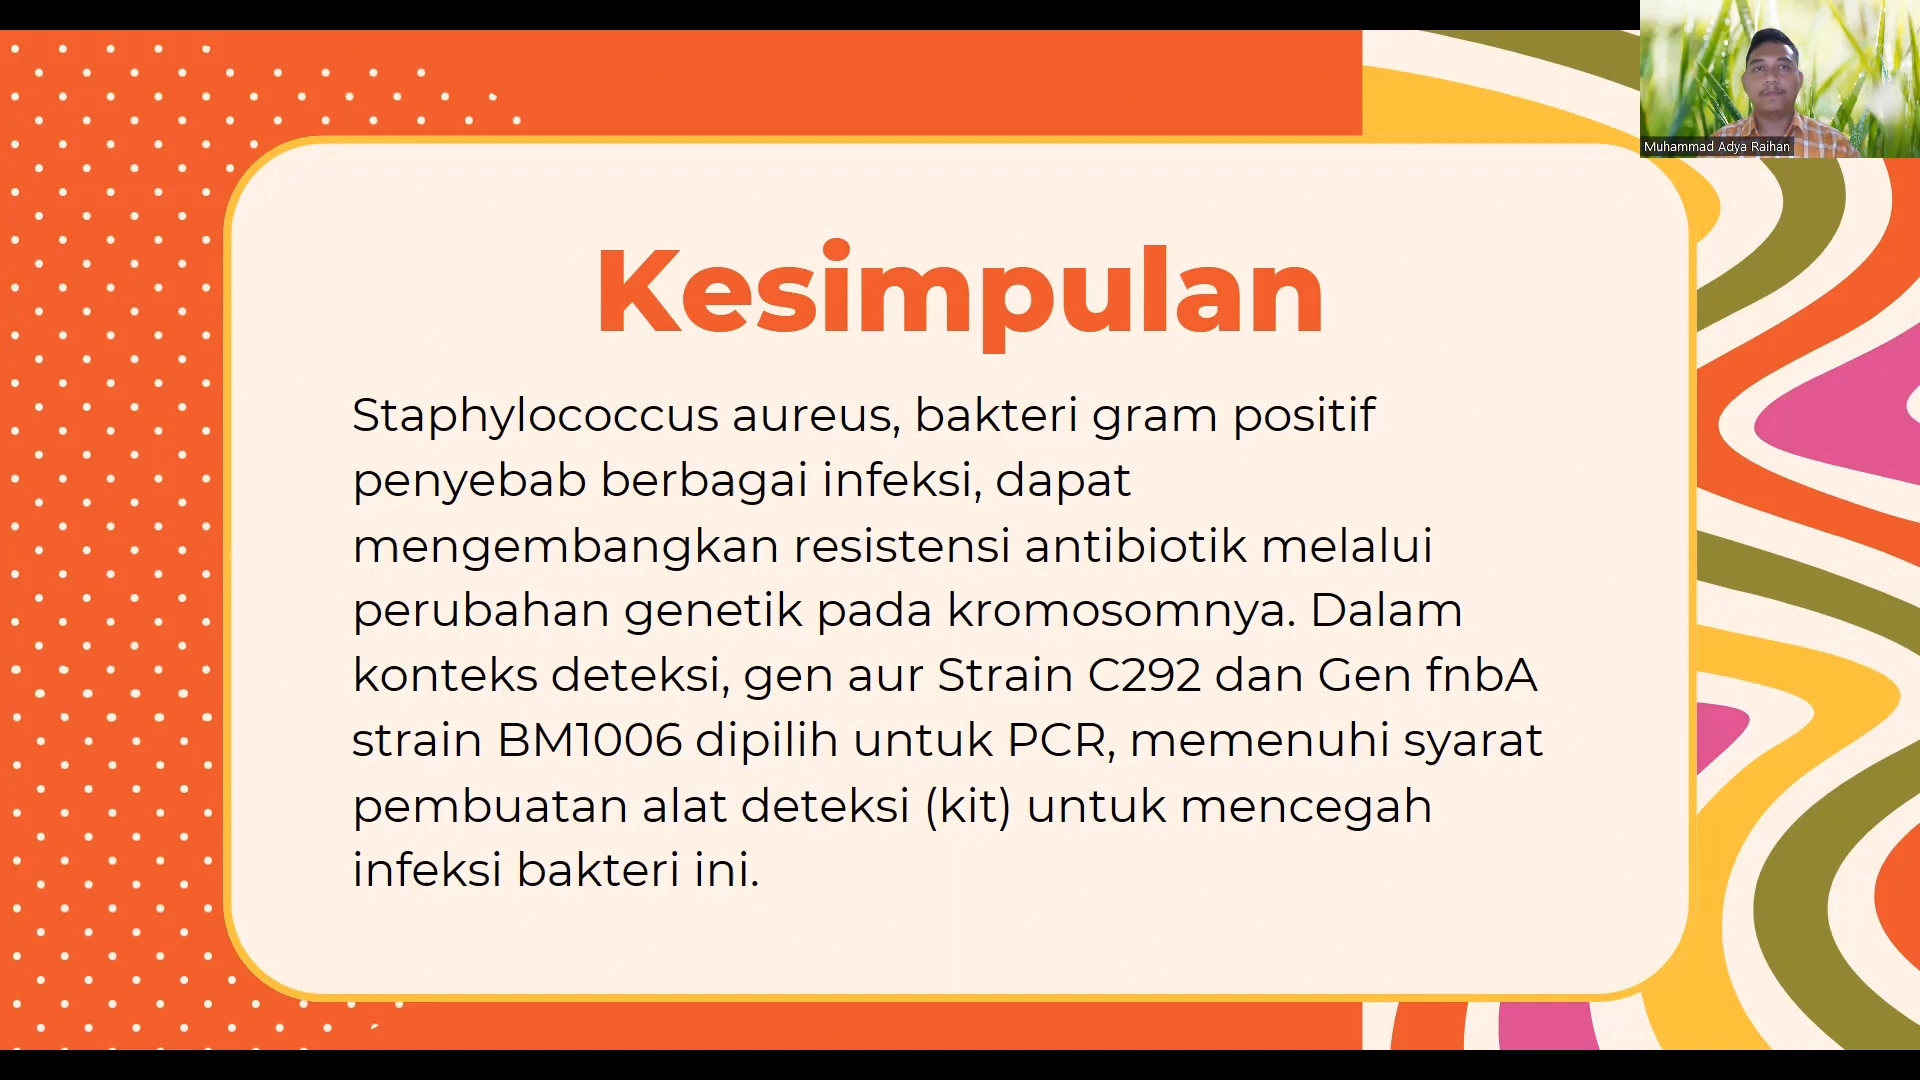 Muhammad Adya Raihan
Kesimpulan
Staphylococcus aureus, bakteri gram positif
penyebab berbagai infeksi, dapat
mengembangkan resistensi antibiotik melalui
perubahan genetik pada kromosomnya. Dalam
konteks deteksi, gen aur Strain C292 dan Gen fnbA
strain BM1006 dipilih untuk PCR, memenuhi syarat
pembuatan alat deteksi (kit) untuk mencegah
infeksi bakteri ini.